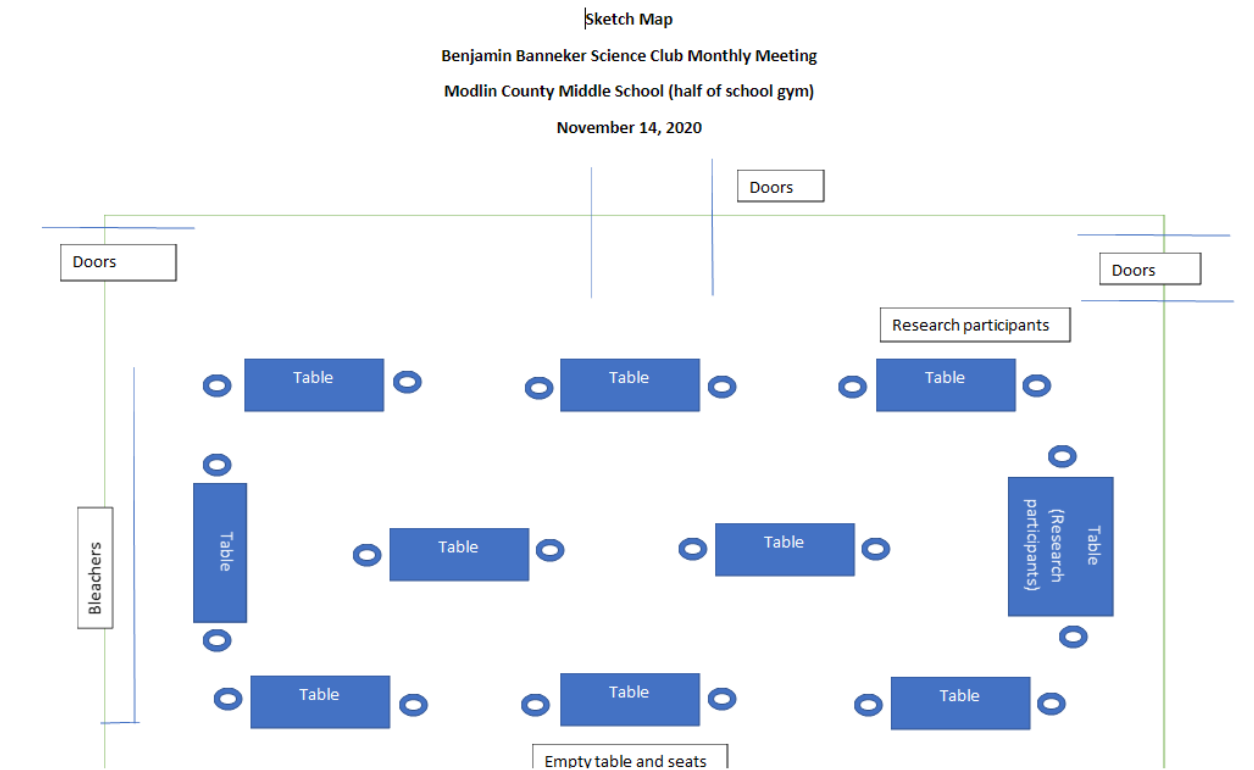 Sketch Map
Benjamin Banneker Science Club Monthly Meeting
Modlin County Middle School (half of school gym)
November 14, 2020
Doors
Doors
Doors
Research participants
Table
Table
Table
Table
Table
Table
Table
(Research
participants)
Bleachers
Table
Table
Table
Empty table and seats